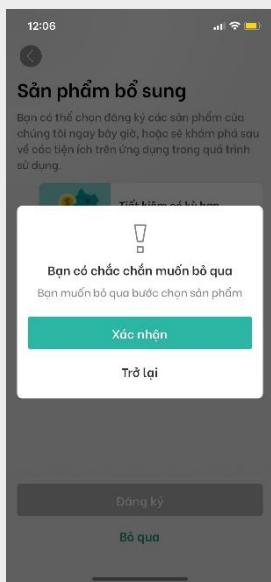 12:06
Sản phẩm bổ sung
Bạn có thể chọn đăng ký các sản phẩm của
chúng tôi ngay bây giờ, hoặc sẽ khám phá sau
về các tiện ích trên ứng dụng trong quá trình
sử dụng.
Tiết kiệm có kỳ hạn
Bạn có chắc chắn muốn bỏ qua
Bạn muốn bỏ qua bước chọn sản phẩm
Xác nhận
Trở lại
Đăng ký
Bỏ qua